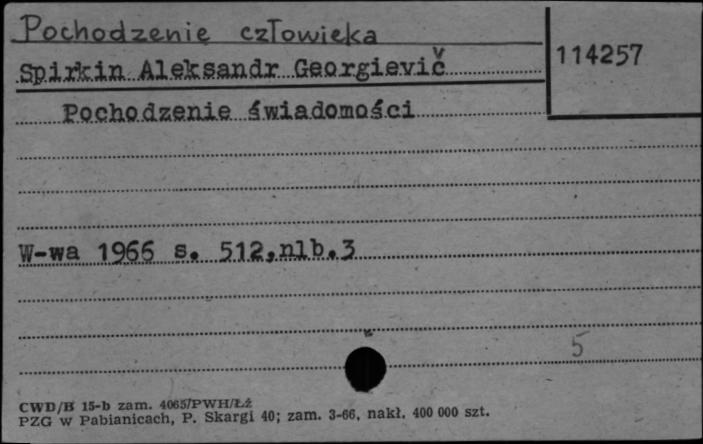 Pochodzenie człowieka
114257
Spirkin Aleksandr Georgievič
Pochodzenie świadomości
W-wa 1966 s. 512,nlb.3
5
CWD/B 15-b zam. 4065/PWH/Łż
PZG w Pabianicach, P. Skargi 40; zam. 3-66, nakł. 400 000 szt.